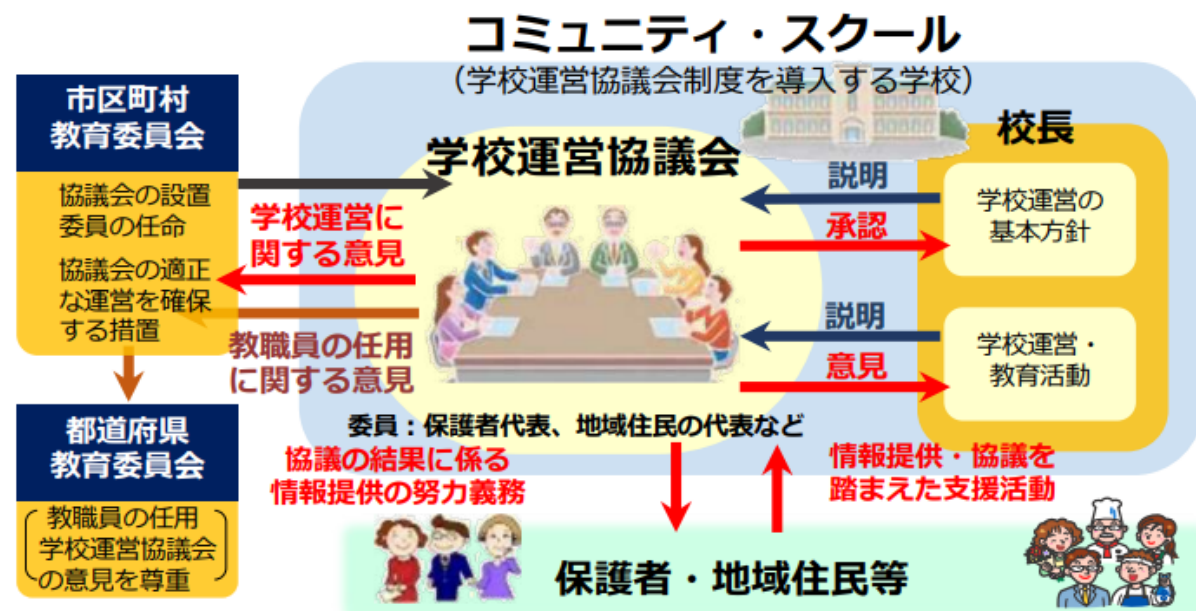 コミュニティ・スクール
（学校運営協議会制度を導入する学校）
市区町村
教育委員会
協議会の設置
委員の任命
協議会の適正
な運営を確保
する措置
都道府県
教育委員会
教職員の任用
学校運営協議会
の意見を尊重
学校運営に
関する意見
教職員の任用
に関する意見
学校運営協議会
委員：保護者代表、地域住民の代表など
校長
説明
承認
学校運営の
基本方針
説明
意見
学校運営・
教育活動
協議の結果に係る
情報提供の努力義務
情報提供・協議を
踏まえた支援活動
保護者・地域住民等